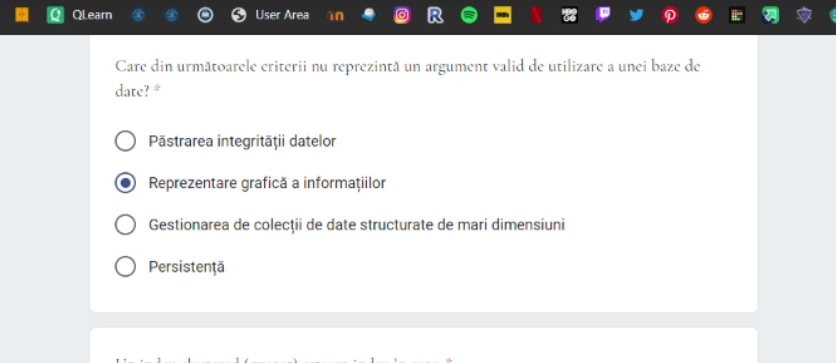 QLearn
User Area
Care din următoarele criterii nu reprezintă un argument valid de utilizare a unei baze de
date? *
Păstrarea integrității datelor
Reprezentare grafică a informațiilor
Gestionarea de colecții de date structurate de mari dimensiuni
Persistență